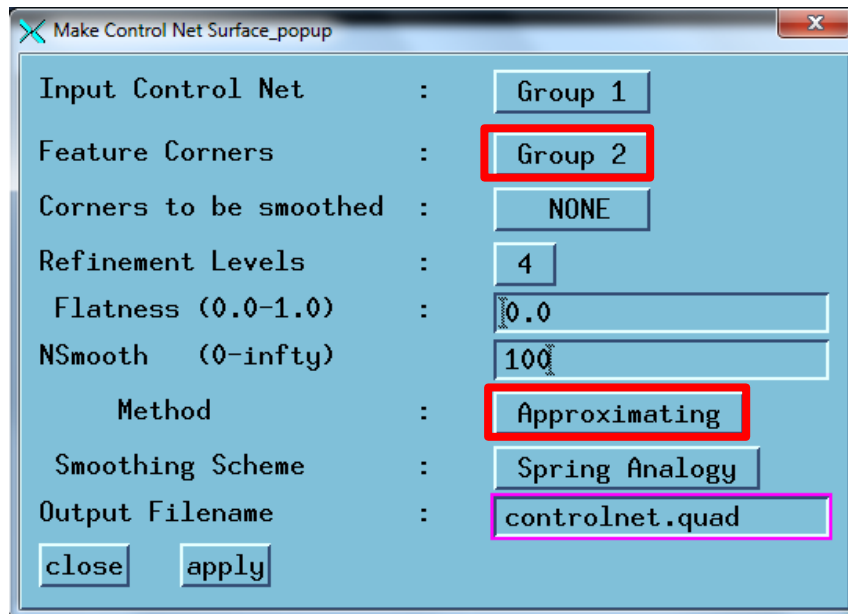 Make Control Net Surface_popup
Input Control Net : Group 1
Feature Corners : Group 2
Corners to be smoothed : NONE
Refinement Levels : 4
Flatness (0.0-1.0) : 0.0
NSmooth (0-infty) 100
Method : Approximating
Smoothing Scheme : Spring Analogy
Output Filename : controlnet.quad
close apply